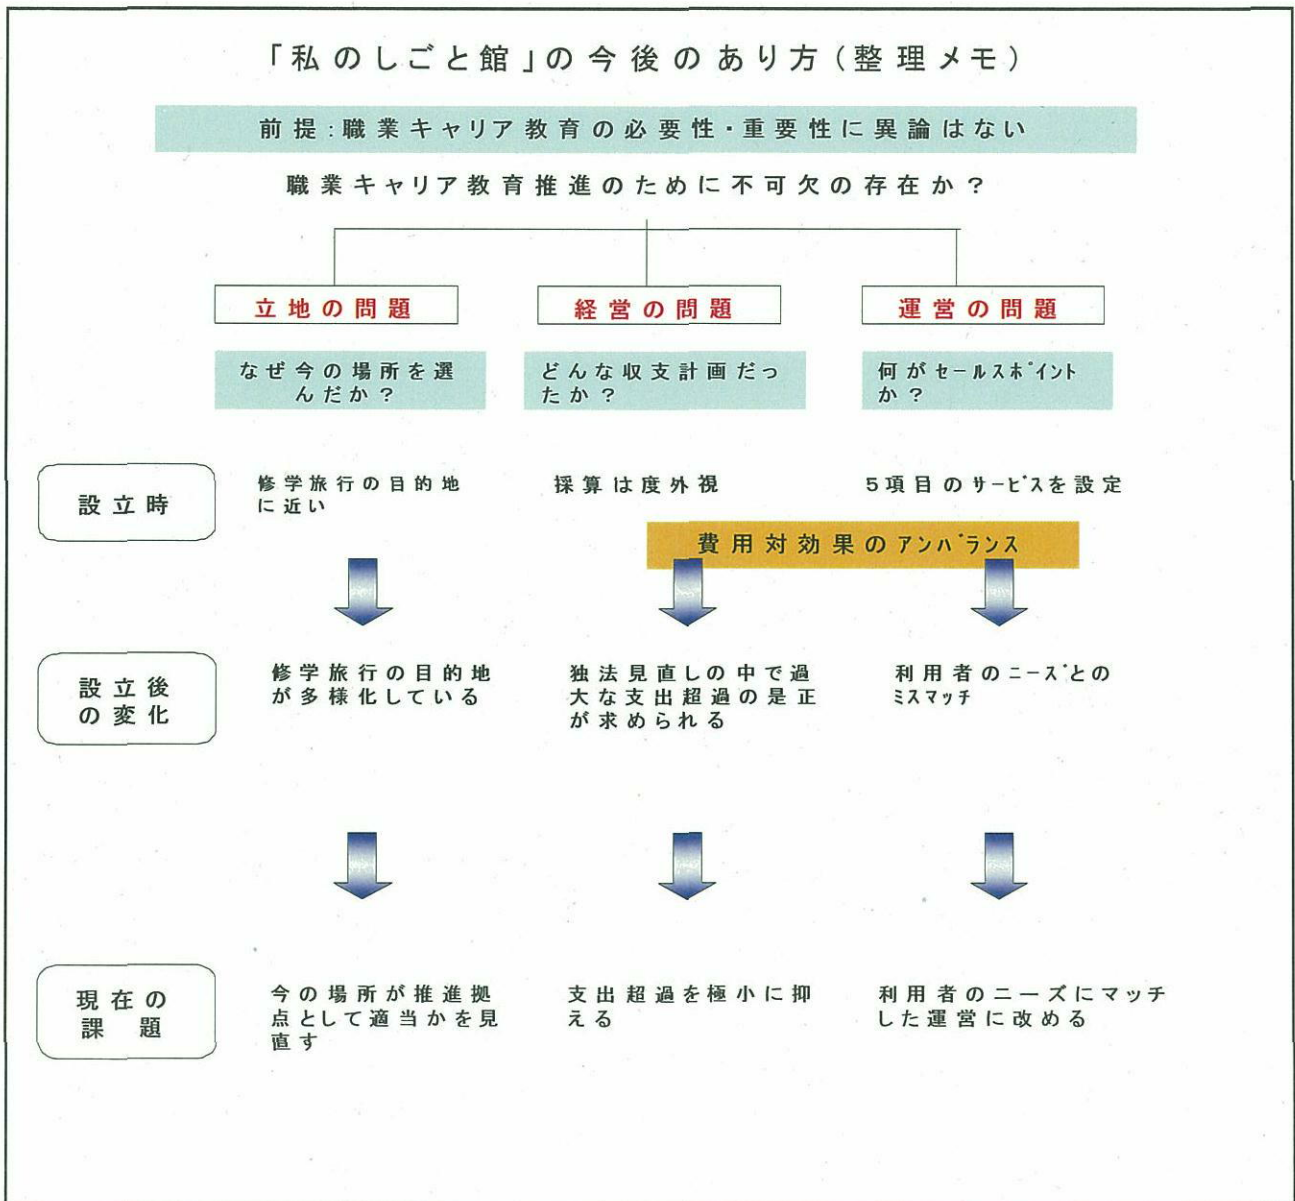 「私のしごと館」の今後のあり方(整理メモ)
前提:職業キャリア教育の必要性・重要性に異論はない
職業キャリア教育推進のために不可欠の存在か?
立地の問題
経営の問題
運営の問題
なぜ今の場所を選
んだか?
どんな収支計画だっ
たか?
何がセールスポイント
か?
設立時
修学旅行の目的地
に近い
採算は度外視
5項目のサービスを設定
費用対効果のアンバランス
設立後
の変化
修学旅行の目的地
が多様化している
独法見直しの中で過
大な支出超過の是正
が求められる
利用者のニーズとの
ミスマッチ
現在の
課 題
今の場所が推進拠
点として適当かを見
直す
支出超過を極小に抑
える
利用者のニーズにマッチ
した運営に改める